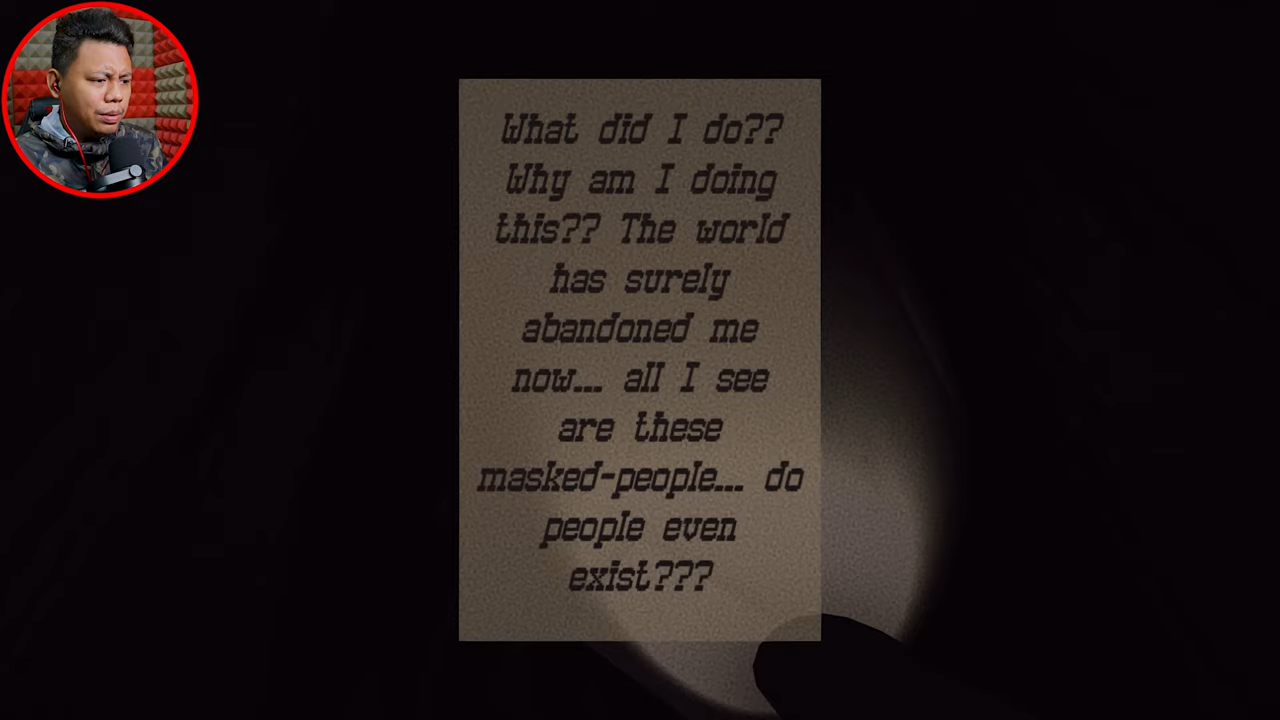 What did I do??
Why am I doing
this?? The world
has surely
abandoned me
now... all I see
are these
masked-people... do
people even
exist???